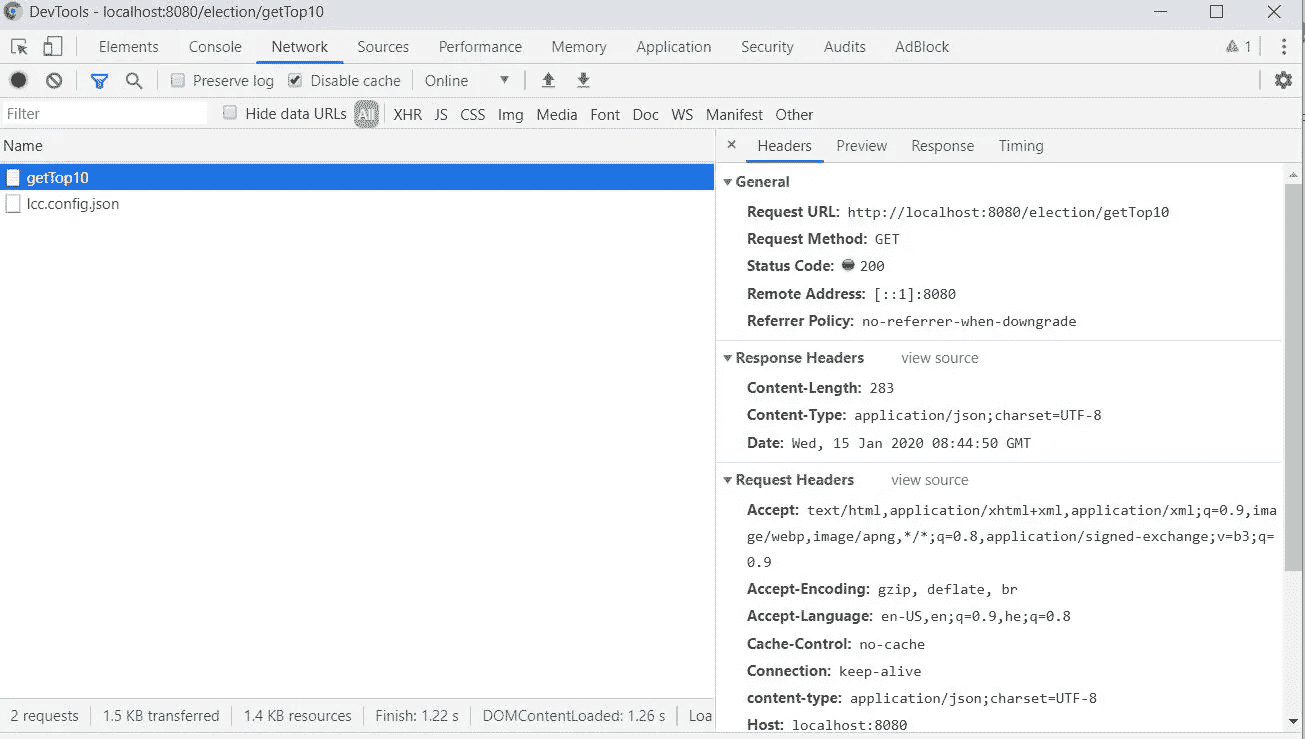 DevTools - localhost:8080/election/getTop10
Elements Console Network Sources Performance Memory Application Security Audits AdBlock 1
Preserve log Disable cache Online
Filter Hide data URLs All XHR JS CSS Img Media Font Doc WS Manifest Other
Name
getTop10
lcc.config.json
2 requests 1.5 KB transferred 1.4 KB resources Finish: 1.22 s DOMContentLoaded: 1.26 s Loa
× Headers Preview Response Timing
General
Request URL: http://localhost:8080/election/getTop10
Request Method: GET
Status Code: 200
Remote Address: [::1]:8080
Referrer Policy: no-referrer-when-downgrade
Response Headers view source
Content-Length: 283
Content-Type: application/json;charset=UTF-8
Date: Wed, 15 Jan 2020 08:44:50 GMT
Request Headers view source
Accept: text/html,application/xhtml+xml,application/xml;q=0.9,ima
ge/webp,image/apng,*/*;q=0.8,application/signed-exchange;v=b3;q=
0.9
Accept-Encoding: gzip, deflate, br
Accept-Language: en-US,en;q=0.9,he;q=0.8
Cache-Control: no-cache
Connection: keep-alive
content-type: application/json;charset=UTF-8
Host: localhost:8080